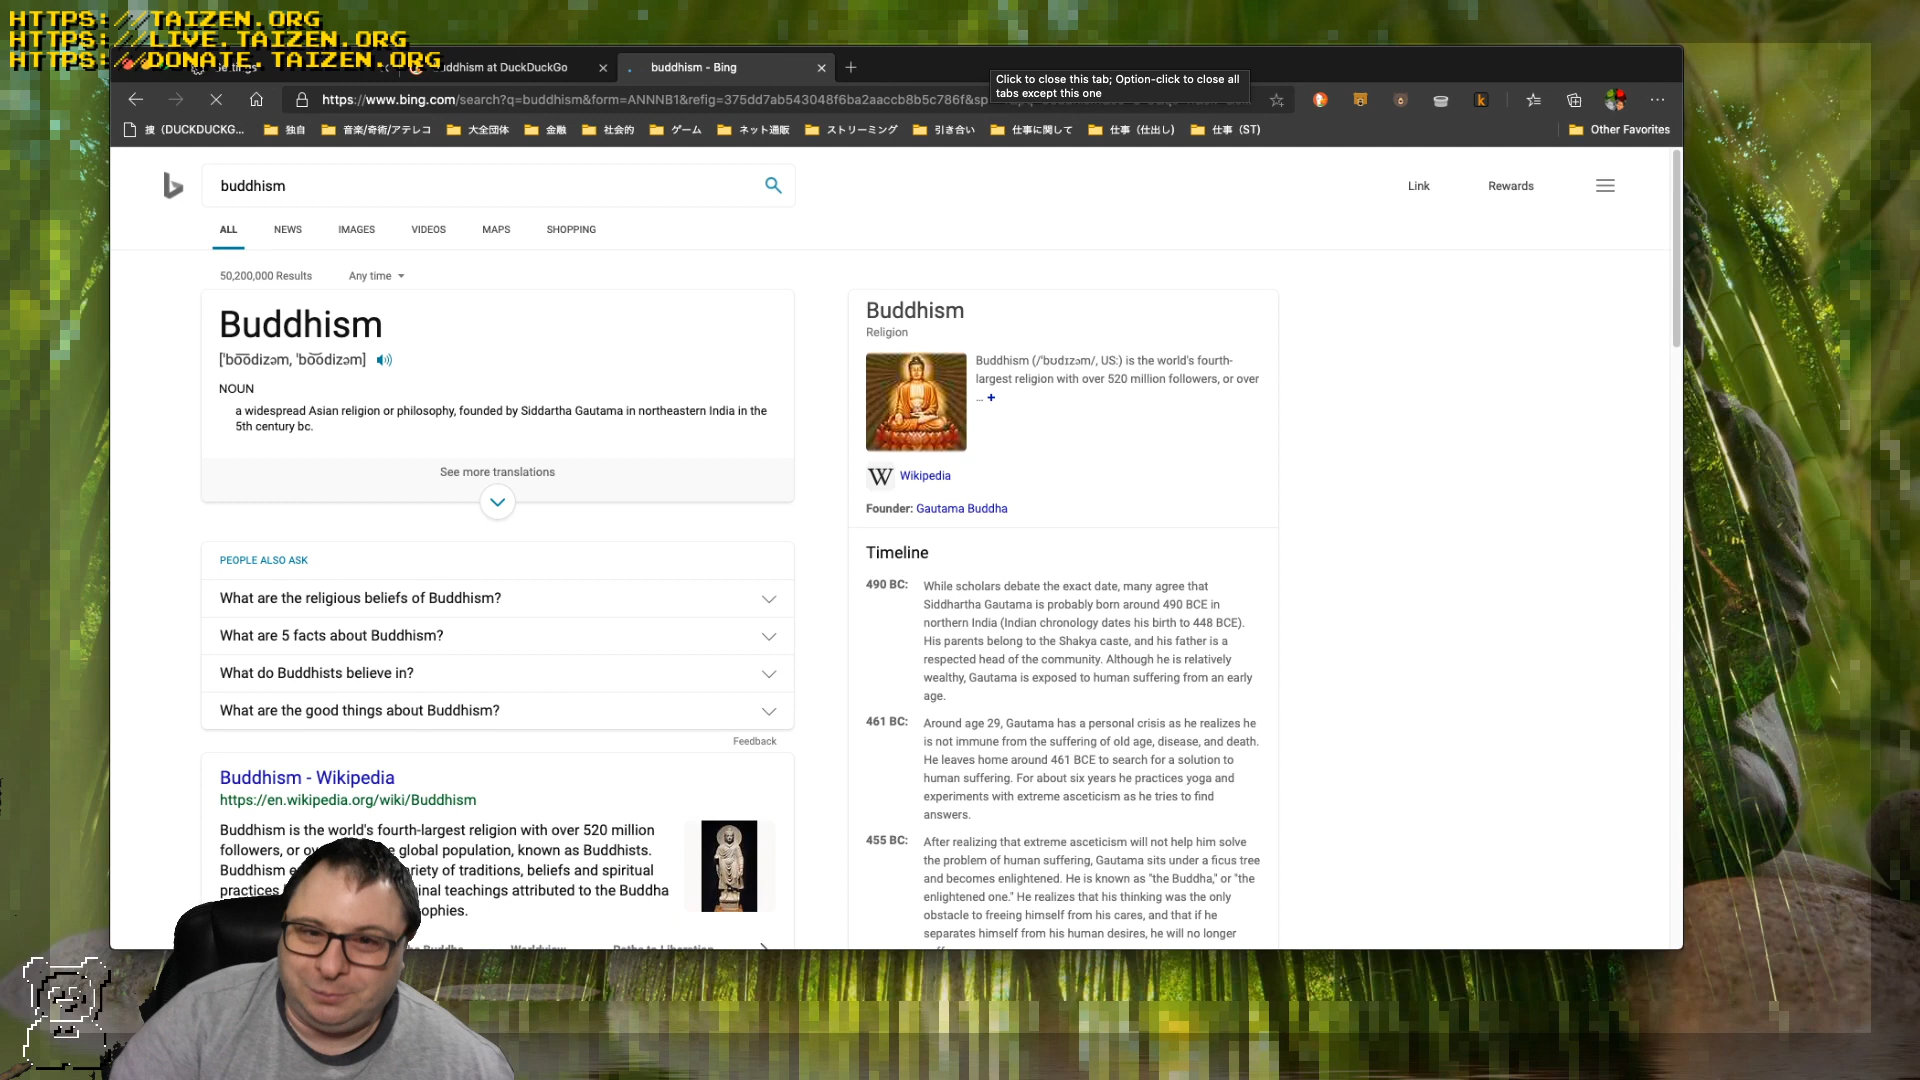 HTTPS://TAIZEN.ORG
HTTPS://LIVE.TAIZEN.ORG
HTTPS://DONATE.TAIZEN.ORG
Settings
buddhism at DuckDuckGo
buddhism - Bing
Click to close this tab; Option-click to close all
tabs except this one
https://www.bing.com/search?q=buddhism&form=ANNNB1&refig=375dd7ab543048f6ba2aaccb8b5c786f&sp
捜（DUCKDUCKG...
独自
音楽/奇術/アテレコ
大全団体
金融
社会的
ゲーム
ネット通販
ストリーミング
引き合い
仕事に関して
仕事（仕出し）
仕事（ST）
Other Favorites
buddhism
Link
Rewards
ALL
NEWS
IMAGES
VIDEOS
MAPS
SHOPPING
50,200,000 Results
Any time
Buddhism
['bo͞odizəm, 'bo͝odizəm]
NOUN
a widespread Asian religion or philosophy, founded by Siddartha Gautama in northeastern India in the
5th century bc.
See more translations
PEOPLE ALSO ASK
What are the religious beliefs of Buddhism?
What are 5 facts about Buddhism?
What do Buddhists believe in?
What are the good things about Buddhism?
Feedback
Buddhism - Wikipedia
https://en.wikipedia.org/wiki/Buddhism
Buddhism is the world's fourth-largest religion with over 520 million
followers, or ov e global population, known as Buddhists.
Buddhism e riety of traditions, beliefs and spiritual
practices inal teachings attributed to the Buddha
ophies.
he Buddha
Worldview
Paths to Liberation
Buddhism
Religion
Buddhism (/'bʊdɪzəm/, US:) is the world's fourth-
largest religion with over 520 million followers, or over
... +
W Wikipedia
Founder: Gautama Buddha
Timeline
490 BC: While scholars debate the exact date, many agree that
Siddhartha Gautama is probably born around 490 BCE in
northern India (Indian chronology dates his birth to 448 BCE).
His parents belong to the Shakya caste, and his father is a
respected head of the community. Although he is relatively
wealthy, Gautama is exposed to human suffering from an early
age.
461 BC: Around age 29, Gautama has a personal crisis as he realizes he
is not immune from the suffering of old age, disease, and death.
He leaves home around 461 BCE to search for a solution to
human suffering. For about six years he practices yoga and
experiments with extreme asceticism as he tries to find
answers.
455 BC: After realizing that extreme asceticism will not help him solve
the problem of human suffering, Gautama sits under a ficus tree
and becomes enlightened. He is known as "the Buddha," or "the
enlightened one." He realizes that his thinking was the only
obstacle to freeing himself from his cares, and that if he
separates himself from his human desires, he will no longer